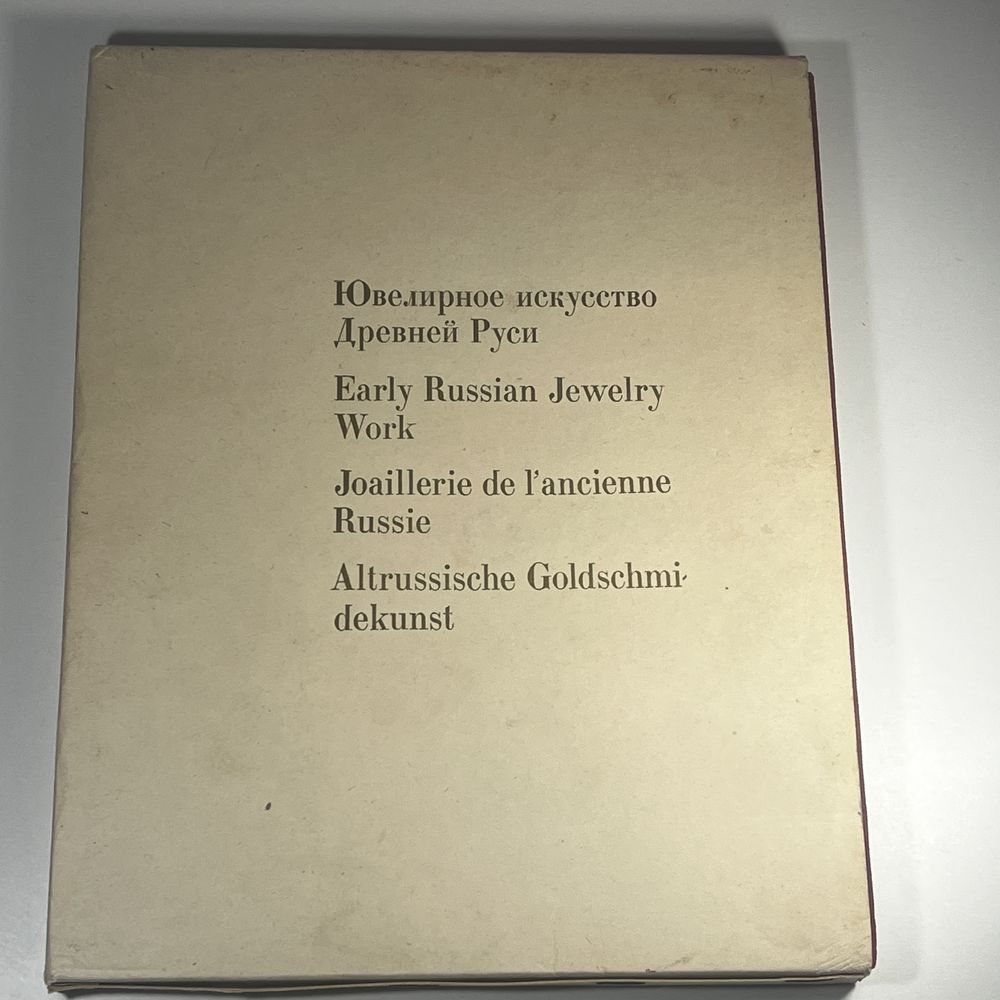 Ювелирное искусство
Древней Руси
Early Russian Jewelry
Work
Joaillerie de l'ancienne
Russie
Altrussische Goldschmi-
dekunst